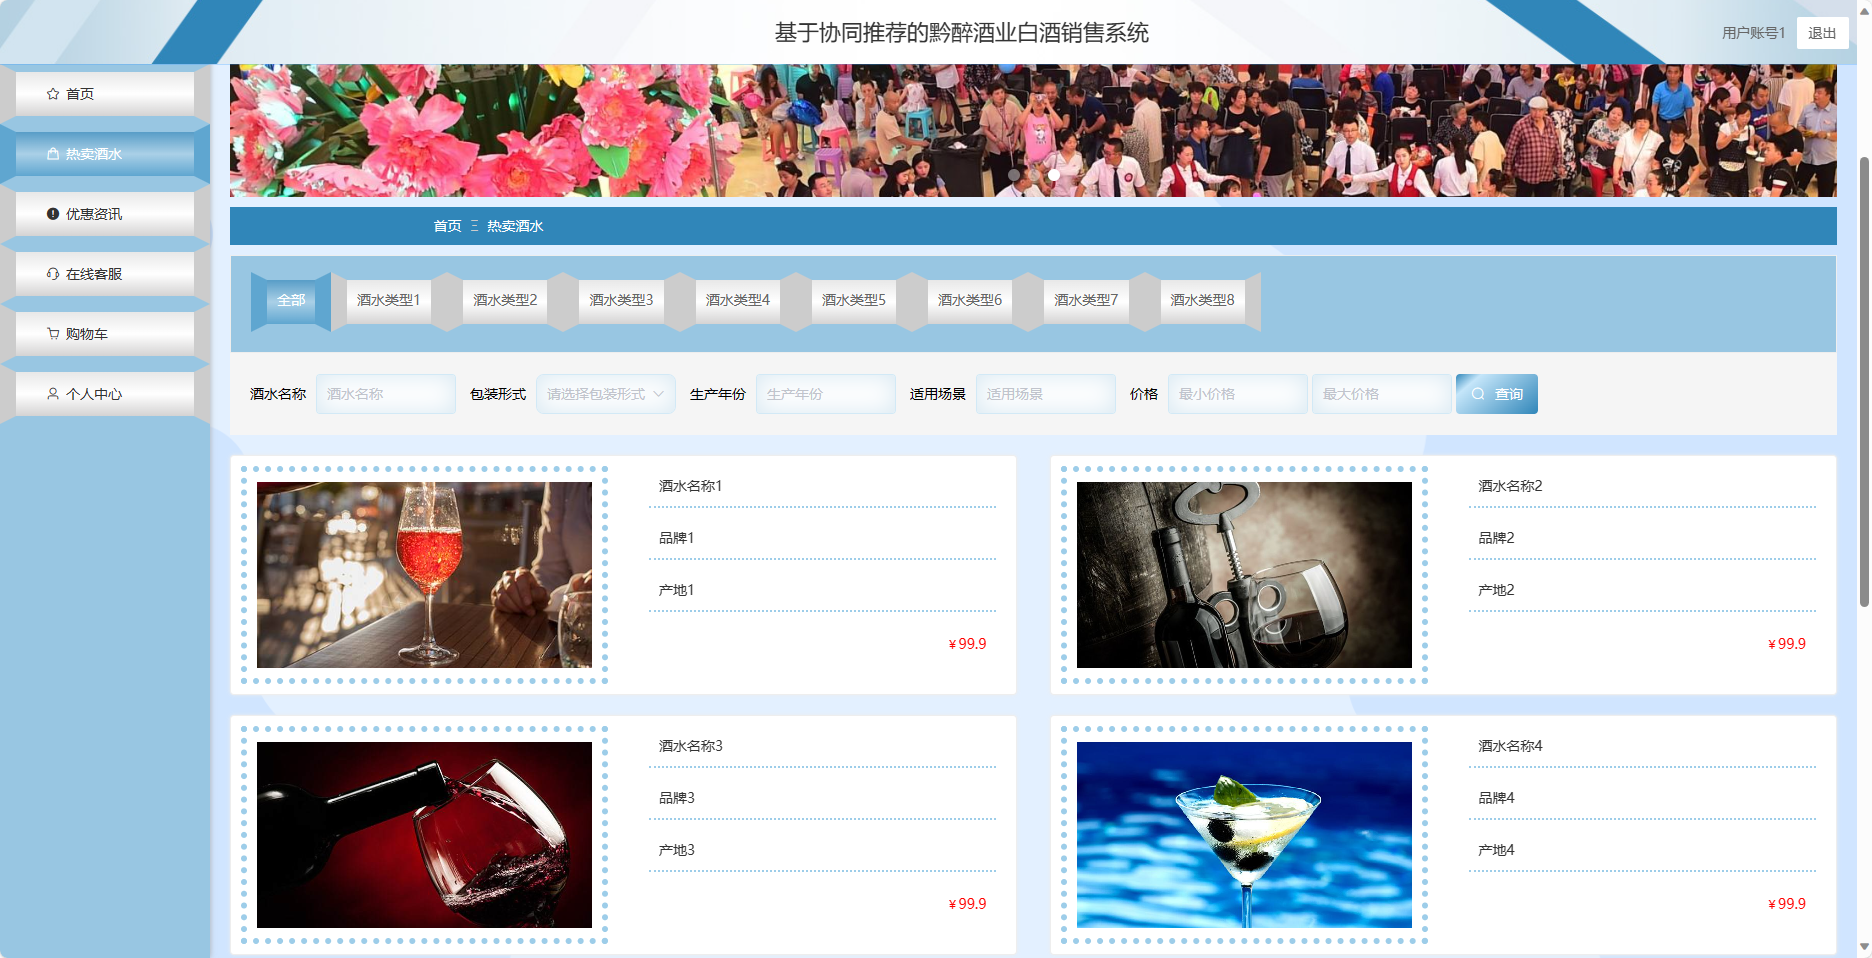 基于协同推荐的黔醉酒业白酒销售系统
用户账号1 退出
首页
热卖酒水
优惠资讯
在线客服
购物车
个人中心
首页 热卖酒水
全部 酒水类型1 酒水类型2 酒水类型3 酒水类型4 酒水类型5 酒水类型6 酒水类型7 酒水类型8
酒水名称 酒水名称 包装形式 请选择包装形式 生产年份 生产年份 适用场景 适用场景 价格 最小价格 最大价格 查询
酒水名称1
品牌1
产地1
¥99.9
酒水名称2
品牌2
产地2
¥99.9
酒水名称3
品牌3
产地3
¥99.9
酒水名称4
品牌4
产地4
¥99.9